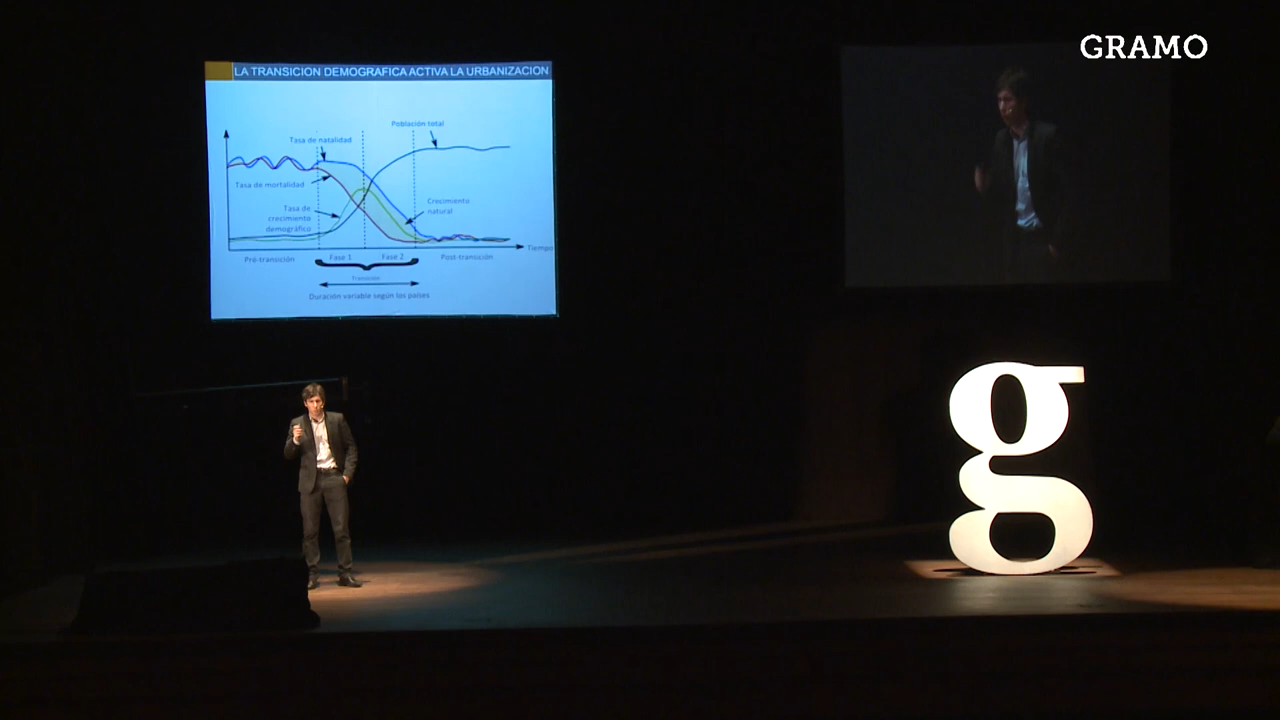 GRAMO
LA TRANSICION DEMOGRAFICA ACTIVA LA URBANIZACION
Población total
Tasa de natalidad
Tasa de mortalidad
Tasa de
crecimiento
demográfico
Crecimiento
natural
Tiempo
Pre-transición
Fase 1
Fase 2
Post-transición
Transición
Duración variable según los países
g